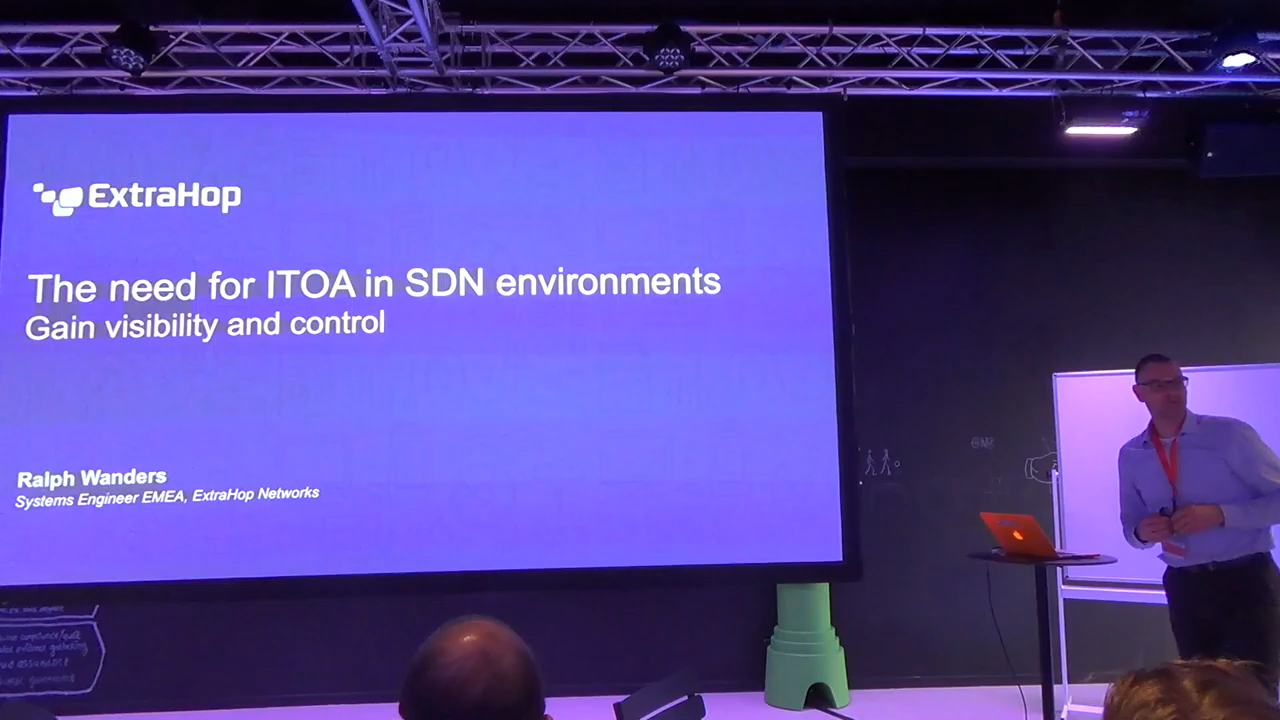 ExtraHop
The need for ITOA in SDN environments
Gain visibility and control
Ralph Wanders
Systems Engineer EMEA, ExtraHop Networks